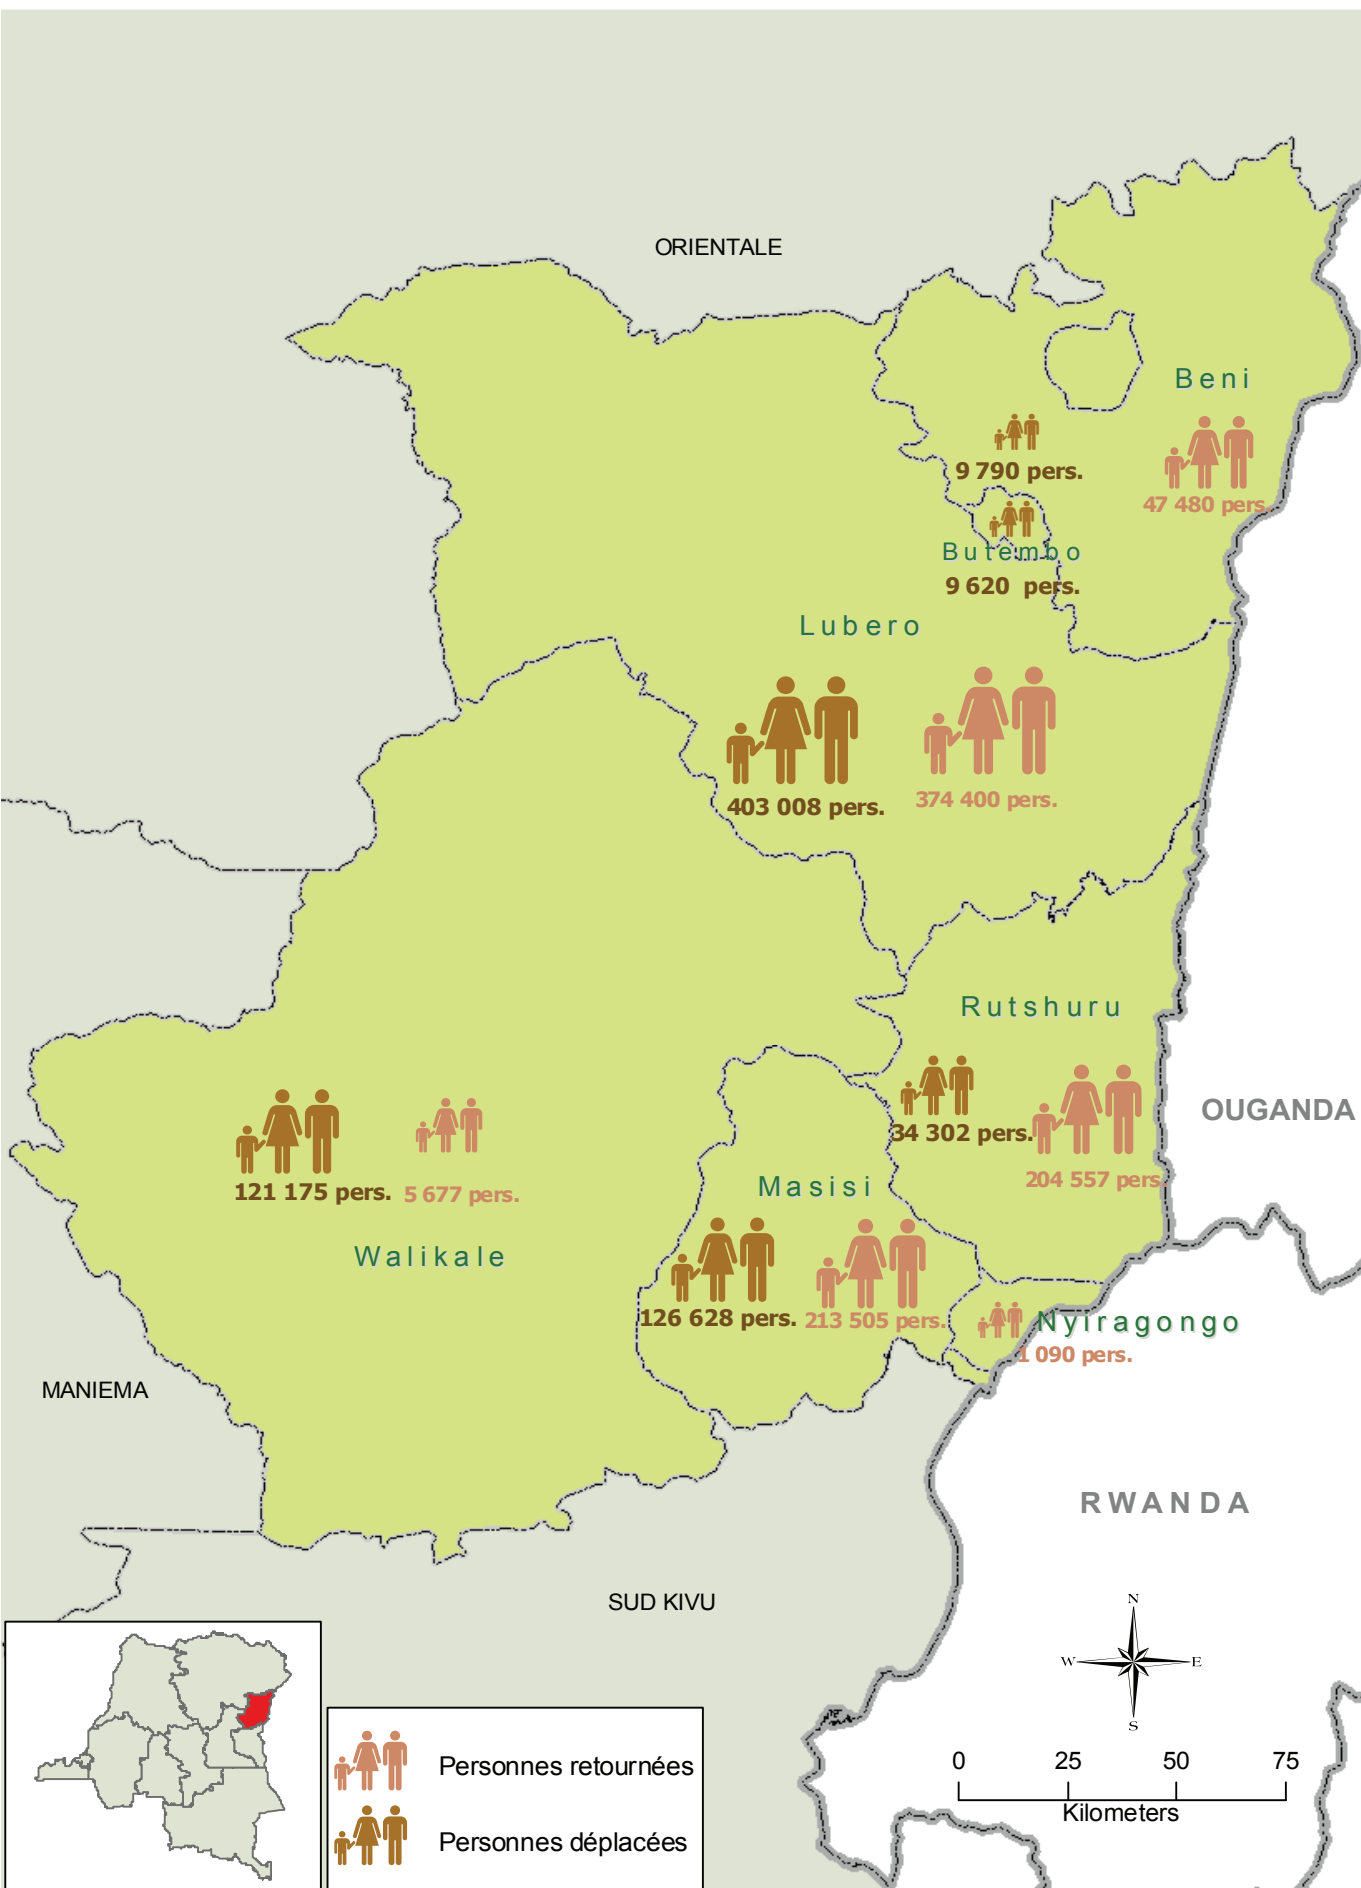 ORIENTALE
Beni
9 790 pers.
47 480 pers.
Butembo
9 620 pers.
Lubero
403 008 pers.
374 400 pers.
Rutshuru
OUGANDA
34 302 pers.
204 557 pers.
121 175 pers.
5 677 pers.
Masisi
Walikale
126 628 pers.
213 505 pers.
Nyiragongo
1 090 pers.
MANIEMA
RWANDA
SUD KIVU
N
W
E
S
Personnes retournées
Personnes déplacées
0 25 50 75
Kilometers